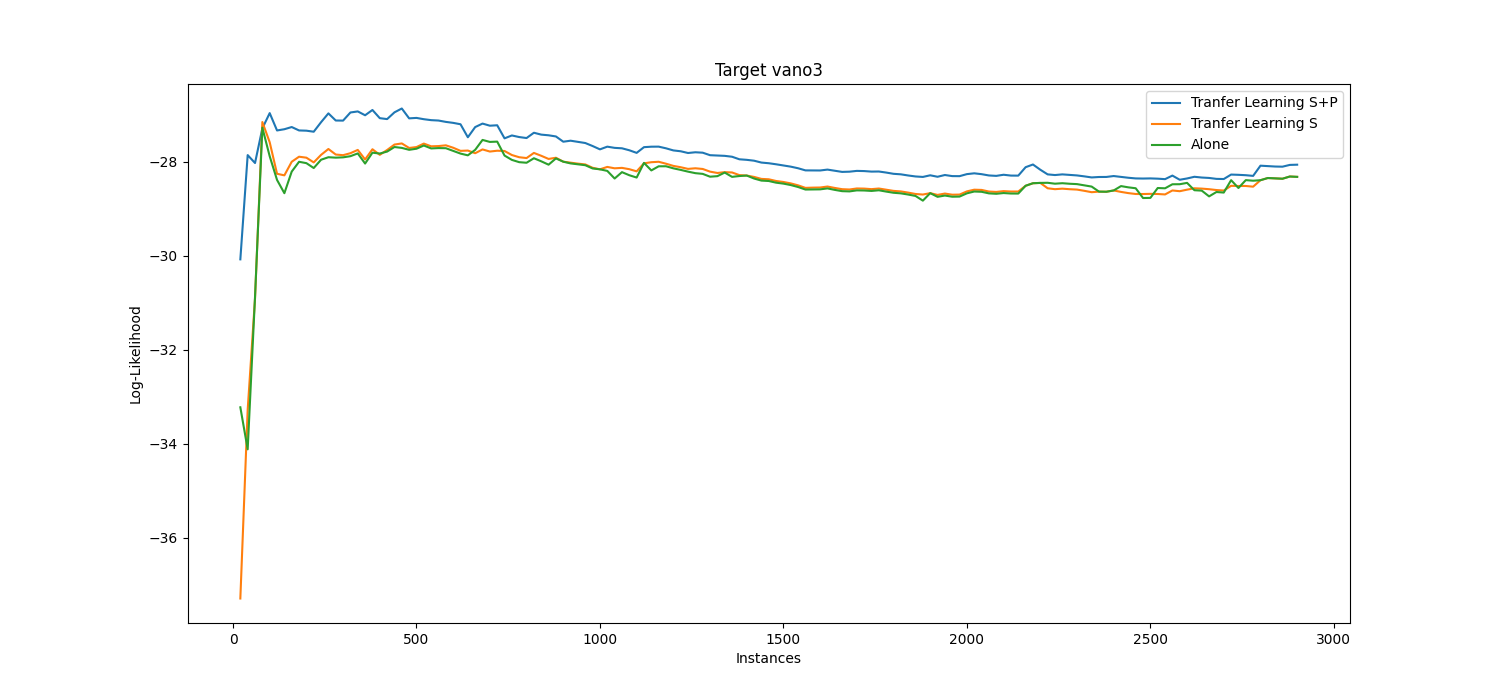 Target vano3
Tranfer Learning S+P
Tranfer Learning S
Alone
Log-Likelihood
−28
−30
−32
−34
−36
0
500
1000
1500
2000
2500
3000
Instances